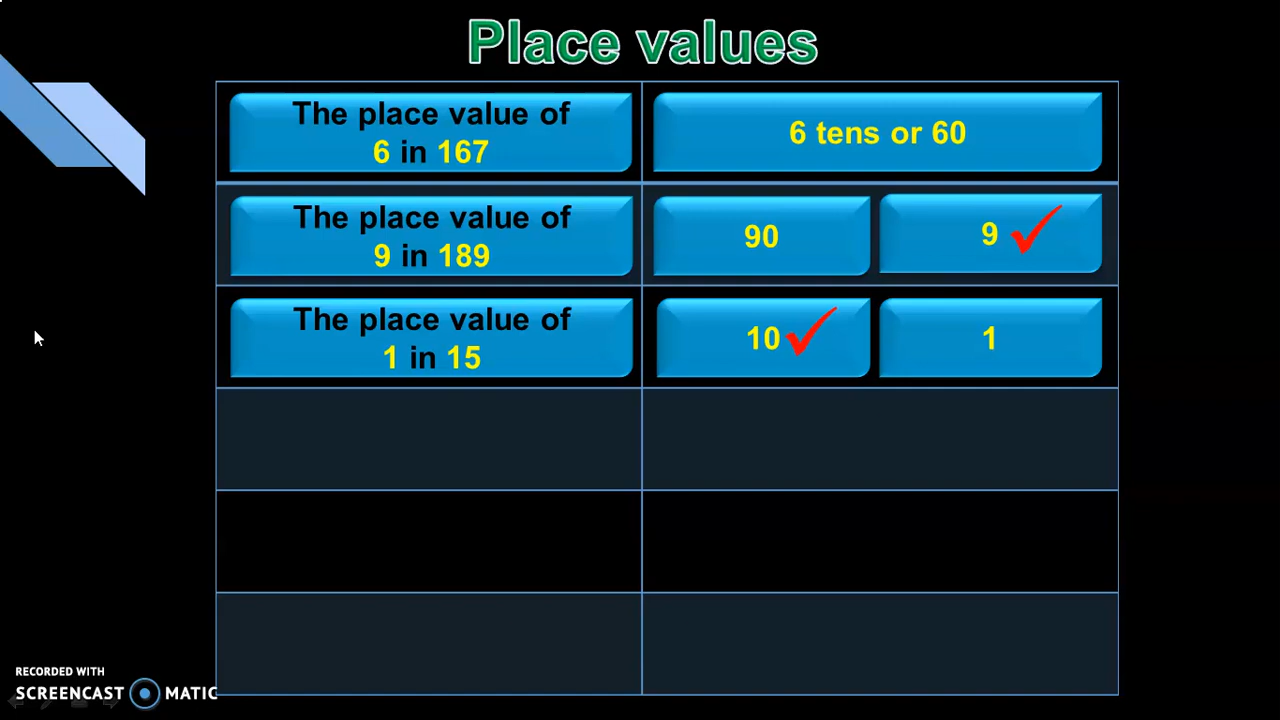 Place values
The place value of
6 in 167
6 tens or 60
The place value of
9 in 189
90
9
The place value of
1 in 15
10
1
RECORDED WITH
SCREENCAST MATIC